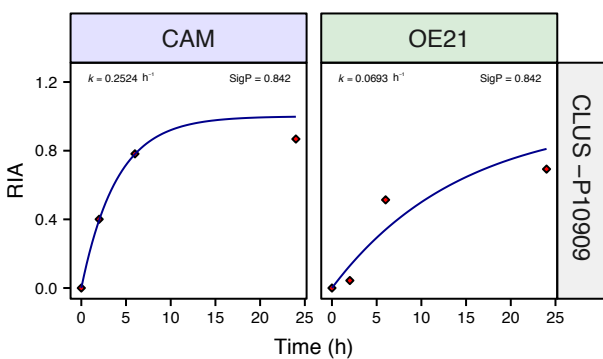 CAM OE21
k = 0.2524 h⁻¹ SigP = 0.842 k = 0.0693 h⁻¹ SigP = 0.842
1.2
0.8
0.4
0.0
RIA
CLUS −P10909
0 5 10 15 20 25 0 5 10 15 20 25
Time (h)